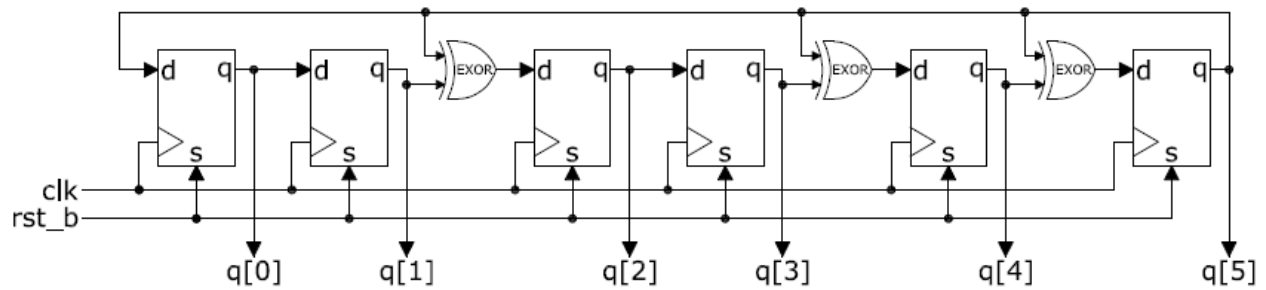 EXOR EXOR EXOR
d q d q d q d q d q d q
s s s s s s
clk
rst_b
q[0] q[1] q[2] q[3] q[4] q[5]